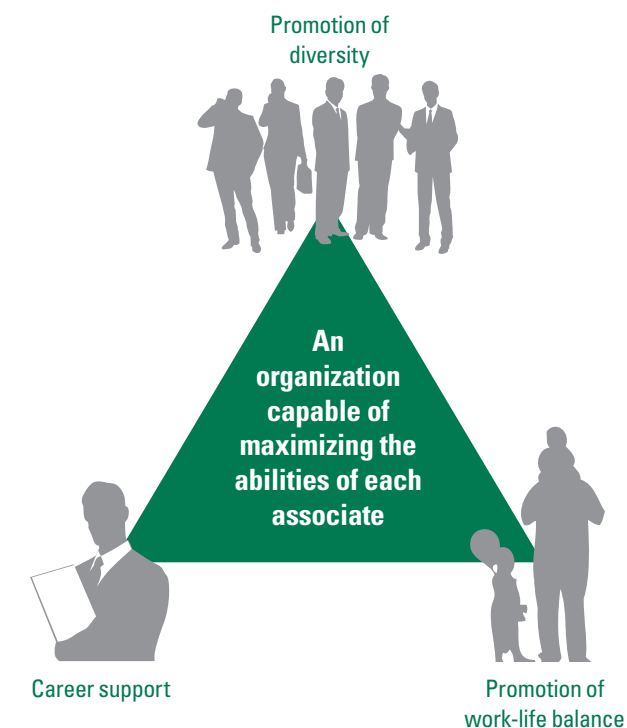 Promotion of
diversity
An
organization
capable of
maximizing the
abilities of each
associate
Career support
Promotion of
work-life balance